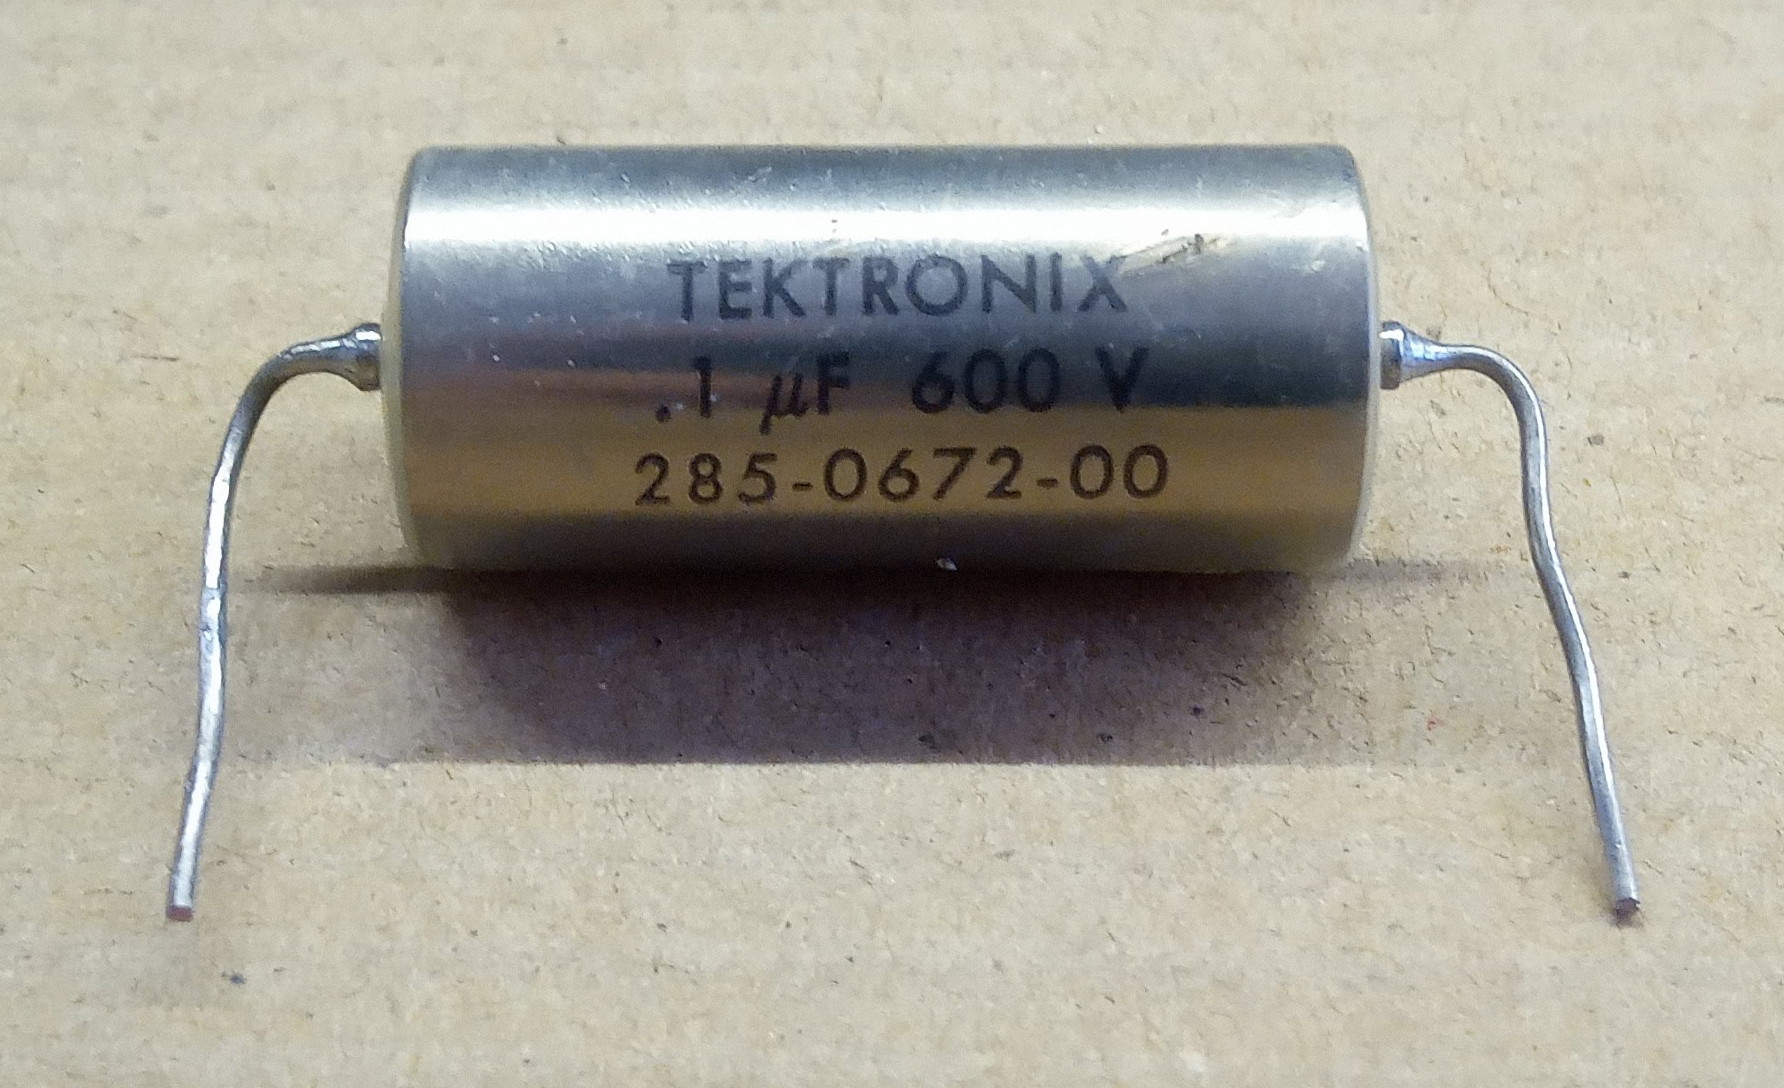 TEKTRONIX
.1 µF 600 V
285-0672-00